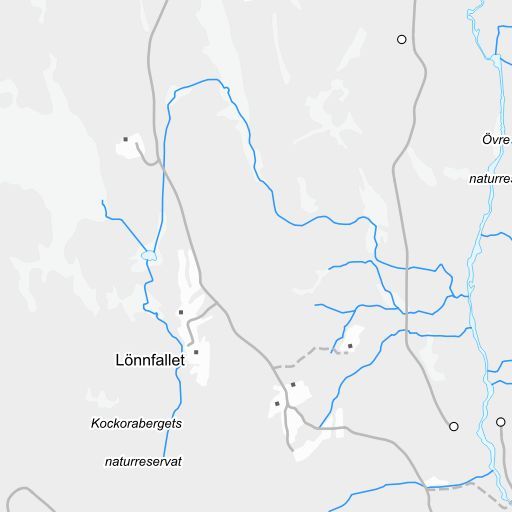 Övre
naturres
Lönnfallet
Kockorabergets
naturreservat